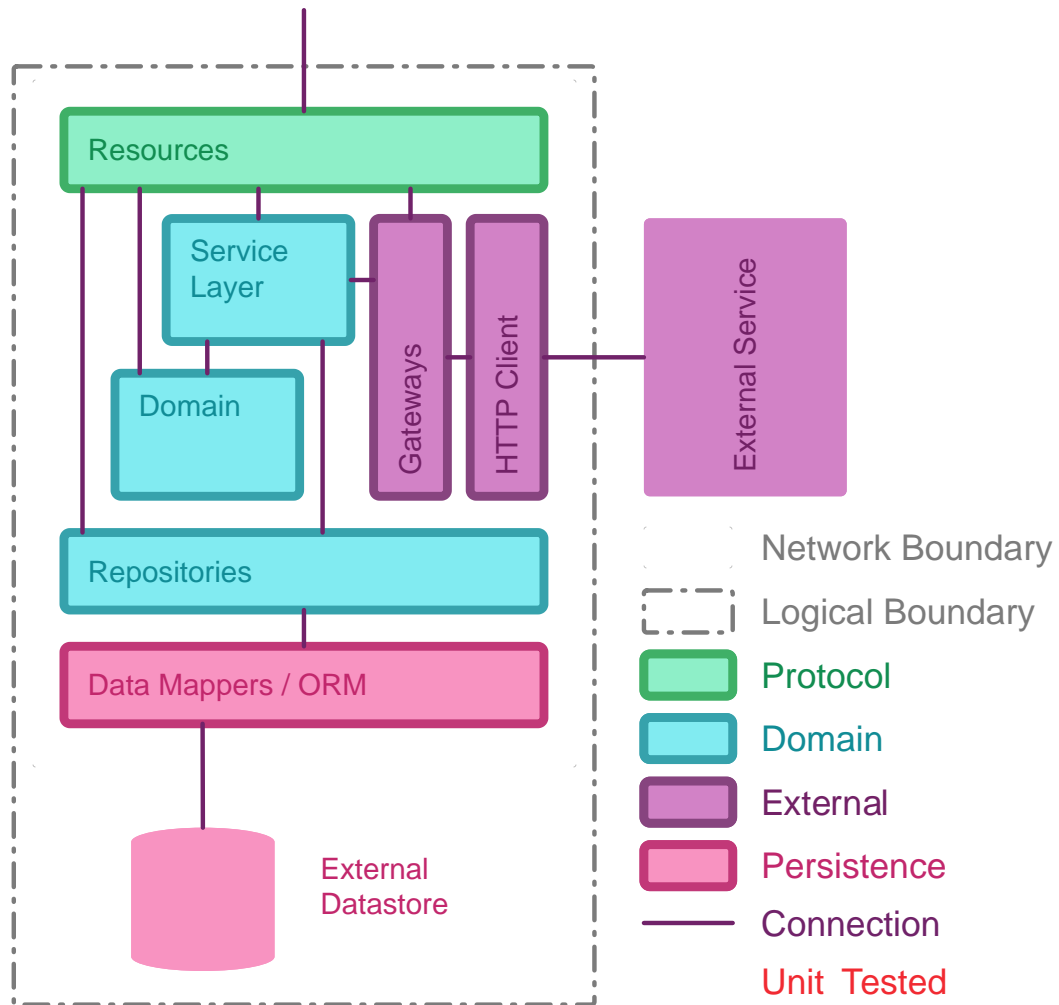 Resources
Service
Layer
Domain
Gateways
HTTP Client
External Service
Repositories
Data Mappers / ORM
External
Datastore
Network Boundary
Logical Boundary
Protocol
Domain
External
Persistence
Connection
Unit Tested